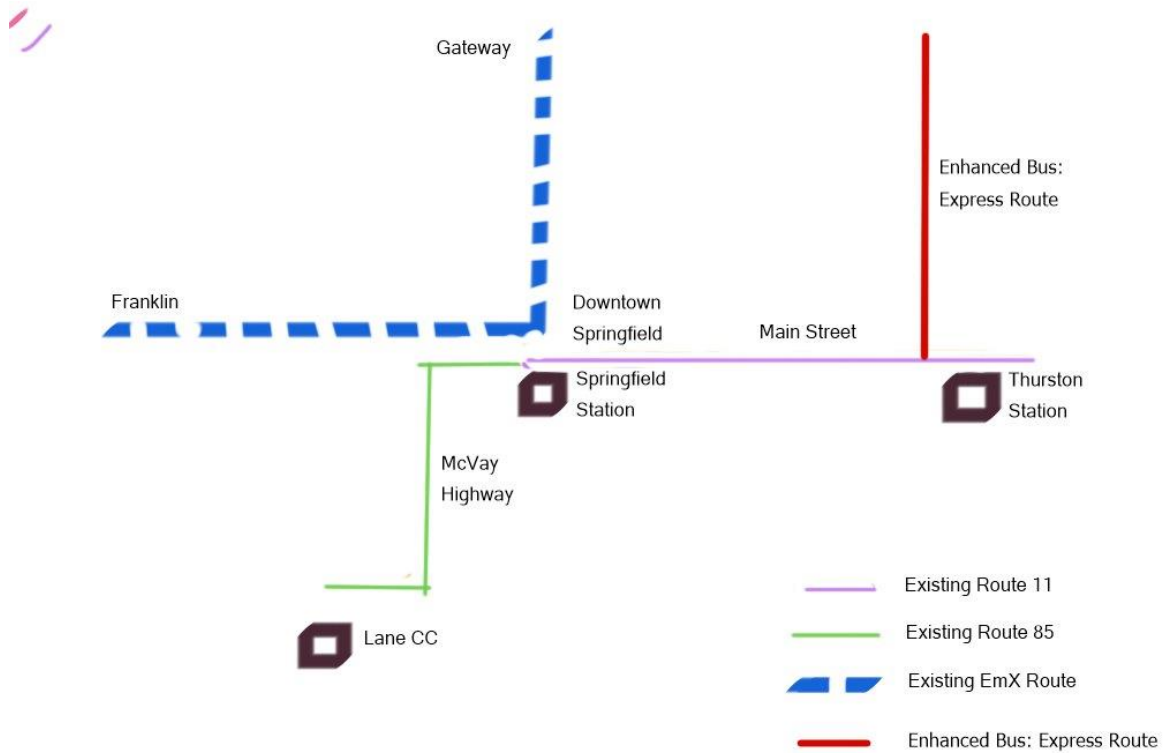 Gateway
Enhanced Bus:
Express Route
Franklin
Downtown
Springfield
Main Street
Springfield
Station
Thurston
Station
McVay
Highway
Lane CC
Existing Route 11
Existing Route 85
Existing EmX Route
Enhanced Bus: Express Route